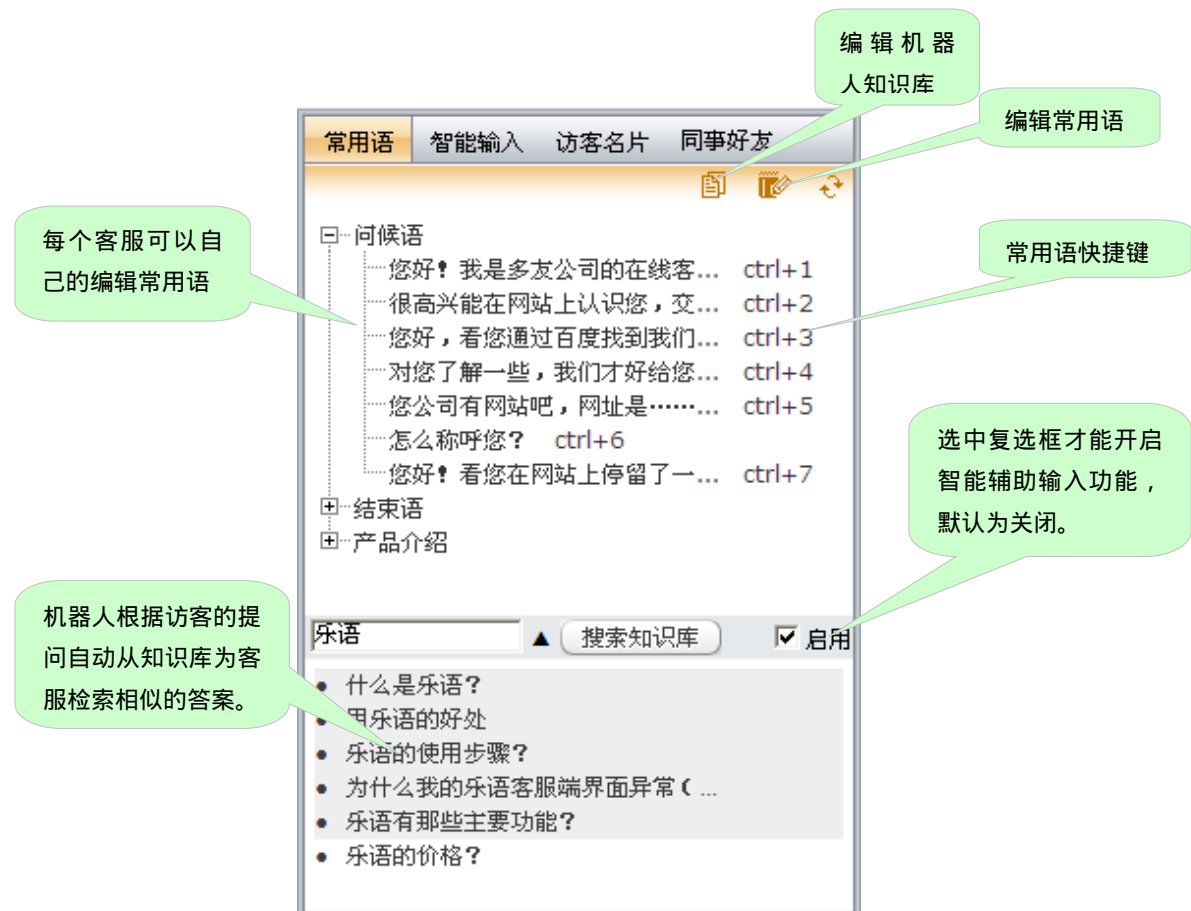 编辑机器
人知识库
编辑常用语
常用语 智能输入 访客名片 同事好友
每个客服可以自
己的编辑常用语
常用语快捷键
问候语
您好！我是多友公司的在线客... ctrl+1
很高兴能在网站上认识您，交... ctrl+2
您好，看您通过百度找到我们... ctrl+3
对您了解一些，我们才好给您... ctrl+4
您公司有网站吧，网址是……... ctrl+5
怎么称呼您？ ctrl+6
您好！看您在网站上停留了一... ctrl+7
结束语
产品介绍
选中复选框才能开启
智能辅助输入功能，
默认为关闭。
机器人根据访客的提
问自动从知识库为客
服检索相似的答案。
乐语 ▲ 搜索知识库 启用
• 什么是乐语？
• 用乐语的好处
• 乐语的使用步骤？
• 为什么我的乐语客服端界面异常（ ...
• 乐语有那些主要功能？
• 乐语的价格？